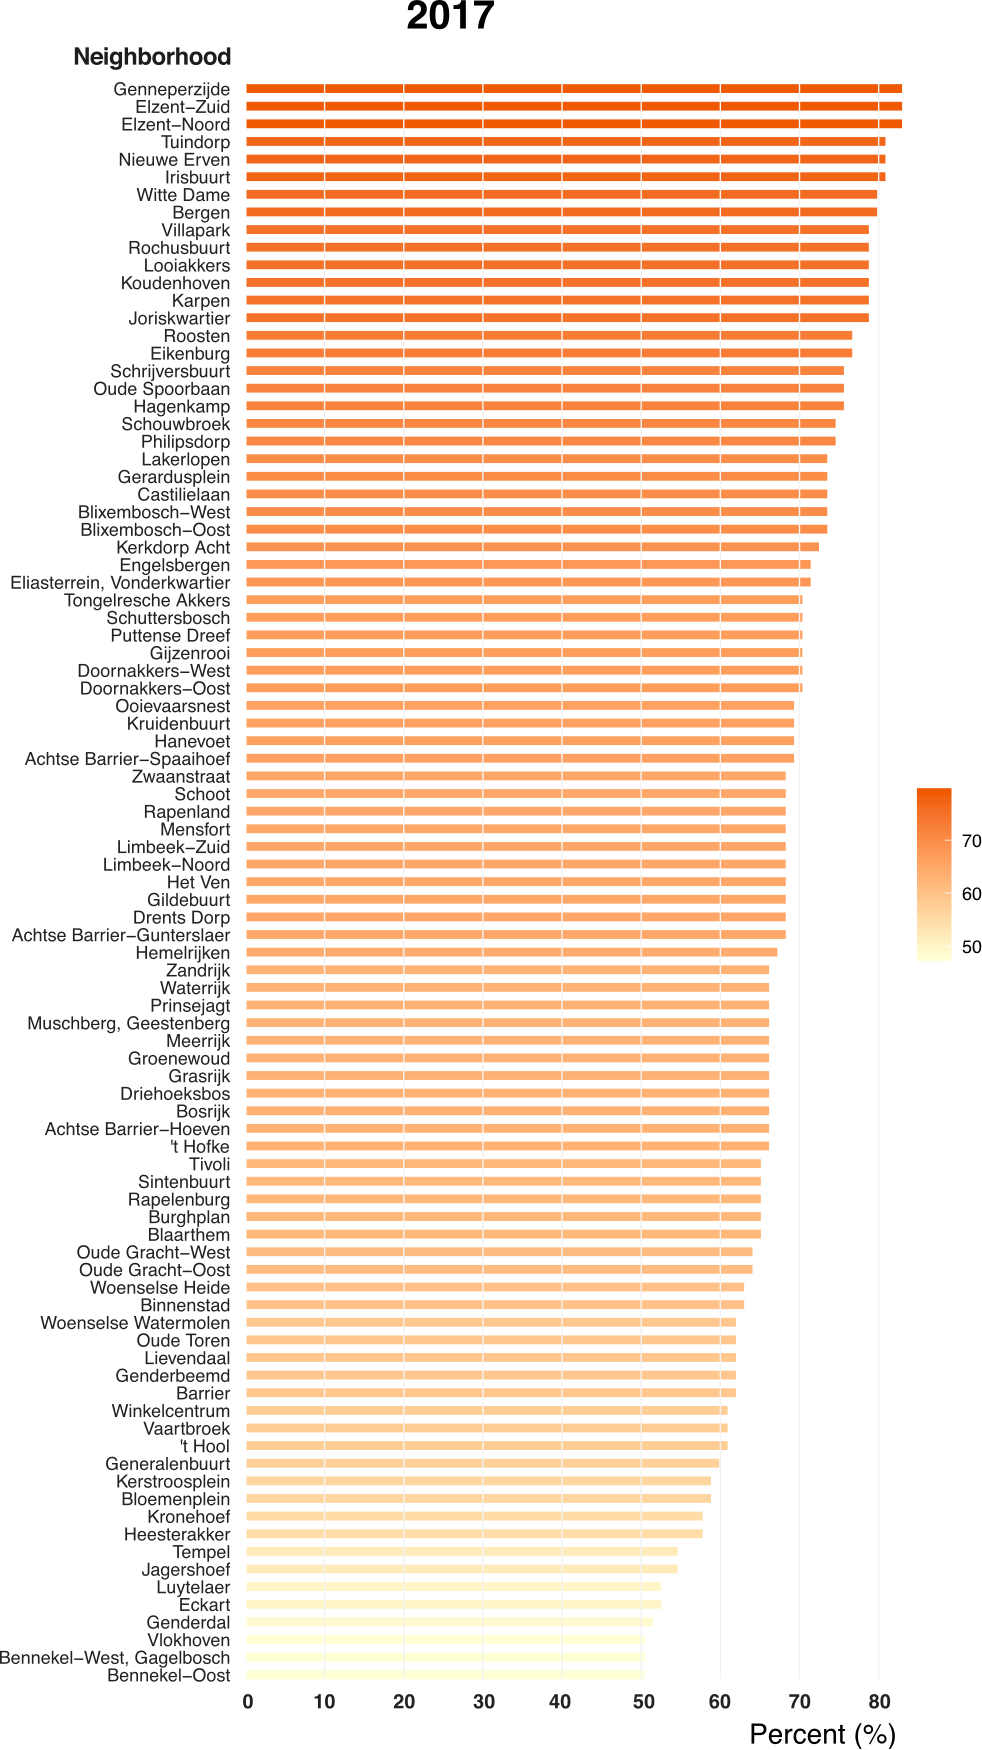 2017
Neighborhood
Genneperzijde
Elzent–Zuid
Elzent–Noord
Tuindorp
Nieuwe Erven
Irisbuurt
Witte Dame
Bergen
Villapark
Rochusbuurt
Looiakkers
Koudenhoven
Karpen
Joriskwartier
Roosten
Eikenburg
Schrijversbuurt
Oude Spoorbaan
Hagenkamp
Schouwbroek
Philipsdorp
Lakerlopen
Gerardusplein
Castilielaan
Blixembosch–West
Blixembosch–Oost
Kerkdorp Acht
Engelsbergen
Eliasterrein, Vonderkwartier
Tongelresche Akkers
Schuttersbosch
Puttense Dreef
Gijzenrooi
Doornakkers–West
Doornakkers–Oost
Ooievaarsnest
Kruidenbuurt
Hanevoet
Achtse Barrier–Spaaihoef
Zwaanstraat
Schoot
Rapenland
Mensfort
Limbeek–Zuid
Limbeek–Noord
Het Ven
Gildebuurt
Drents Dorp
Achtse Barrier–Gunterslaer
Hemelrijken
Zandrijk
Waterrijk
Prinsejagt
Muschberg, Geestenberg
Meerrijk
Groenewoud
Grasrijk
Driehoeksbos
Bosrijk
Achtse Barrier–Hoeven
't Hofke
Tivoli
Sintenbuurt
Rapelenburg
Burghplan
Blaarthem
Oude Gracht–West
Oude Gracht–Oost
Woenselse Heide
Binnenstad
Woenselse Watermolen
Oude Toren
Lievendaal
Genderbeemd
Barrier
Winkelcentrum
Vaartbroek
't Hool
Generalenbuurt
Kerstroosplein
Bloemenplein
Kronehoef
Heesterakker
Tempel
Jagershoef
Luytelaer
Eckart
Genderdal
Vlokhoven
Bennekel–West, Gagelbosch
Bennekel–Oost
0 10 20 30 40 50 60 70 80
Percent (%)
70
60
50